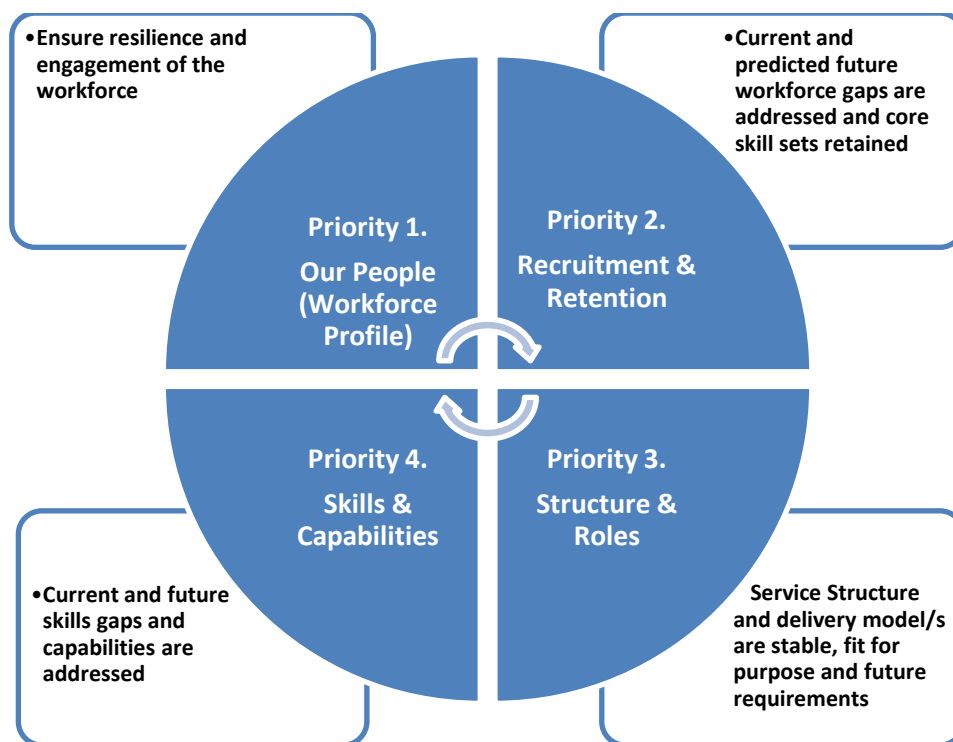 •Ensure resilience and
engagement of the
workforce
•Current and
predicted future
workforce gaps are
addressed and core
skill sets retained
Priority 1.
Our People
(Workforce
Profile)
Priority 2.
Recruitment &
Retention
Priority 4.
Skills &
Capabilities
Priority 3.
Structure &
Roles
•Current and future
skills gaps and
capabilities are
addressed
Service Structure
and delivery model/s
are stable, fit for
purpose and future
requirements